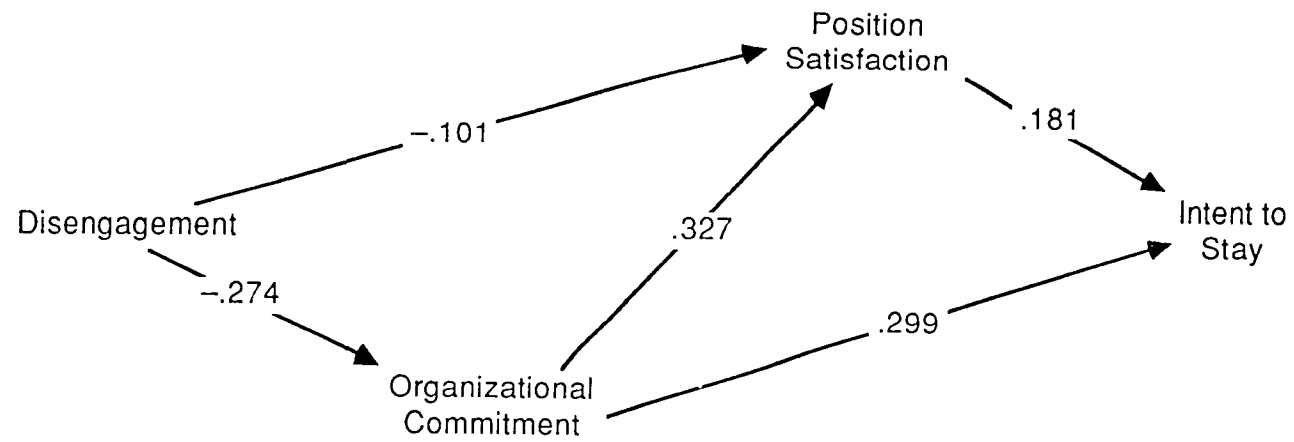 Position
Satisfaction
–.101
.181
Disengagement
.327
Intent to
Stay
–.274
.299
Organizational
Commitment